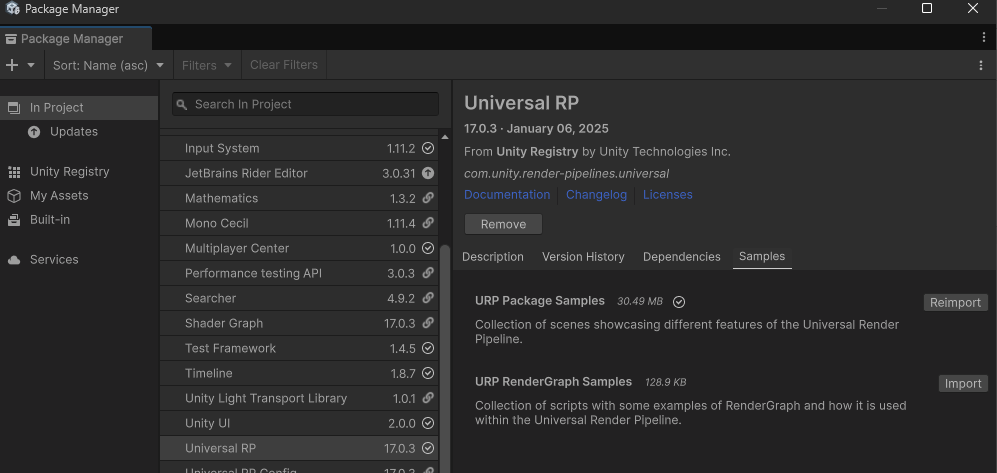 Package Manager
Package Manager
Sort: Name (asc)
Filters
Clear Filters
In Project
Updates
Unity Registry
My Assets
Built-in
Services
Search In Project
Input System 1.11.2
JetBrains Rider Editor 3.0.31
Mathematics 1.3.2
Mono Cecil 1.11.4
Multiplayer Center 1.0.0
Performance testing API 3.0.3
Searcher 4.9.2
Shader Graph 17.0.3
Test Framework 1.4.5
Timeline 1.8.7
Unity Light Transport Library 1.0.1
Unity UI 2.0.0
Universal RP 17.0.3
Universal RP Config 17.0.3
Universal RP
17.0.3 · January 06, 2025
From Unity Registry by Unity Technologies Inc.
com.unity.render-pipelines.universal
Documentation Changelog Licenses
Remove
Description Version History Dependencies Samples
URP Package Samples 30.49 MB Reimport
Collection of scenes showcasing different features of the Universal Render
Pipeline.
URP RenderGraph Samples 128.9 KB Import
Collection of scripts with some examples of RenderGraph and how it is used
within the Universal Render Pipeline.